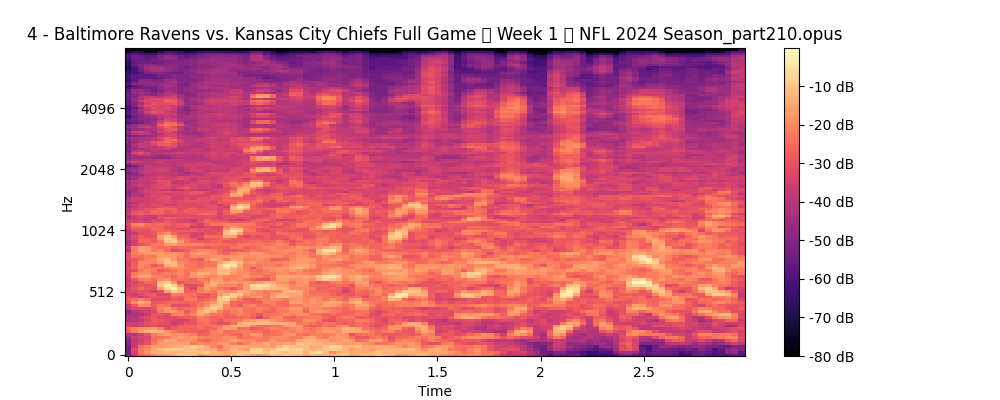 4 - Baltimore Ravens vs. Kansas City Chiefs Full Game ▯ Week 1 ▯ NFL 2024 Season_part210.opus
Hz
4096
2048
1024
512
0
0 0.5 1 1.5 2 2.5
Time
-10 dB
-20 dB
-30 dB
-40 dB
-50 dB
-60 dB
-70 dB
-80 dB